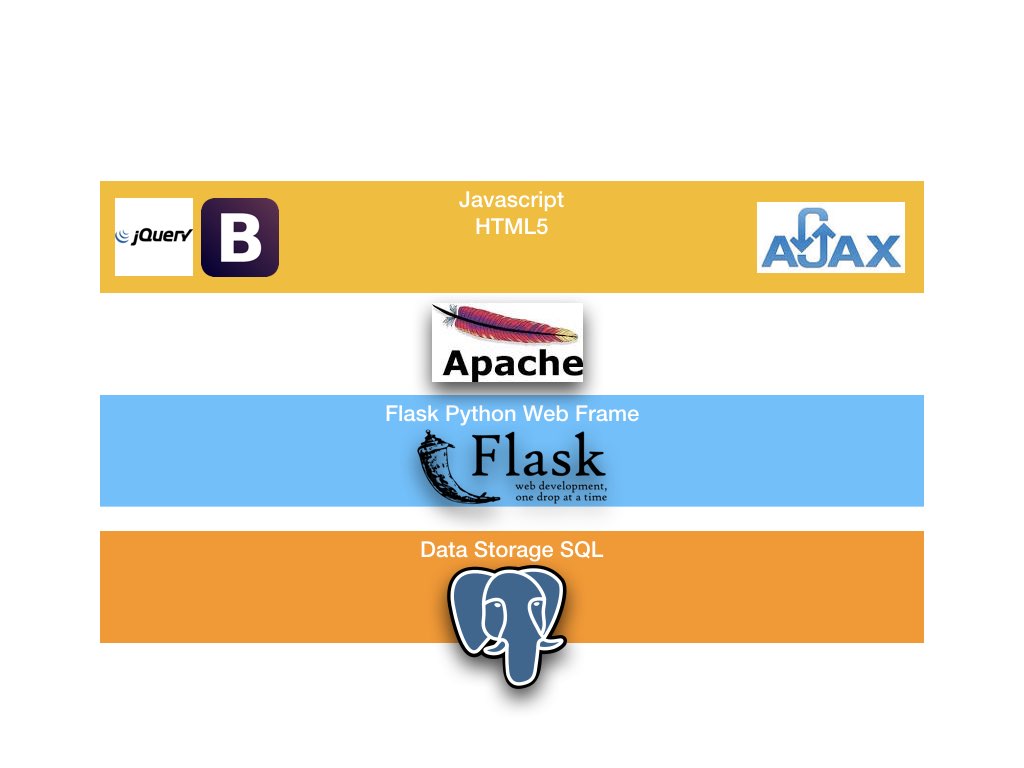 Javascript
HTML5
jQuery
B
AJAX
Apache
Flask Python Web Frame
Flask
web development,
one drop at a time
Data Storage SQL